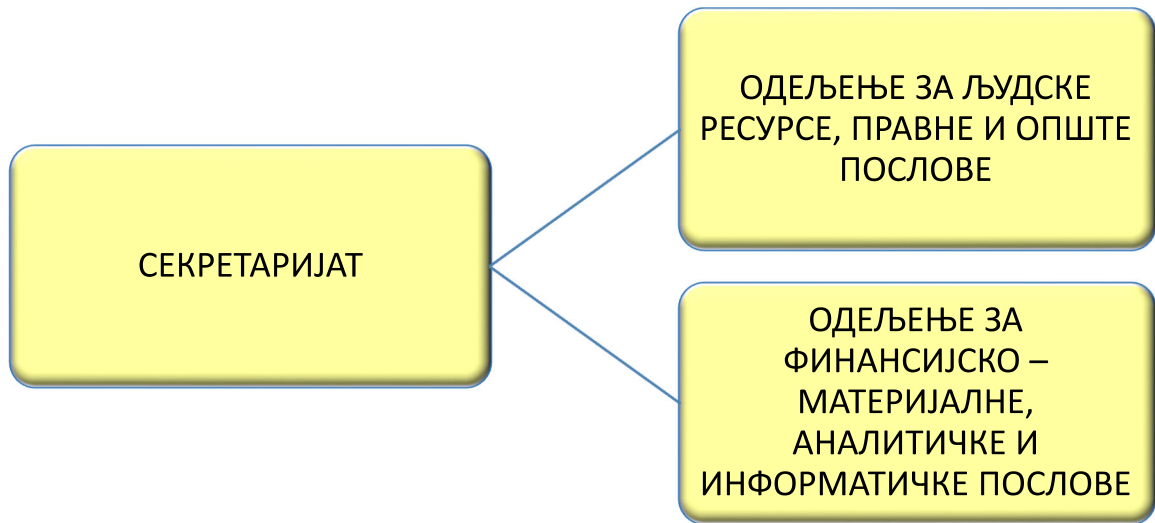 СЕКРЕТАРИЈАТ
ОДЕЉЕЊЕ ЗА ЉУДСКЕ
РЕСУРСЕ, ПРАВНЕ И ОПШТЕ
ПОСЛОВЕ
ОДЕЉЕЊЕ ЗА
ФИНАНСИЈСКО –
МАТЕРИЈАЛНЕ,
АНАЛИТИЧКЕ И
ИНФОРМАТИЧКЕ ПОСЛОВЕ